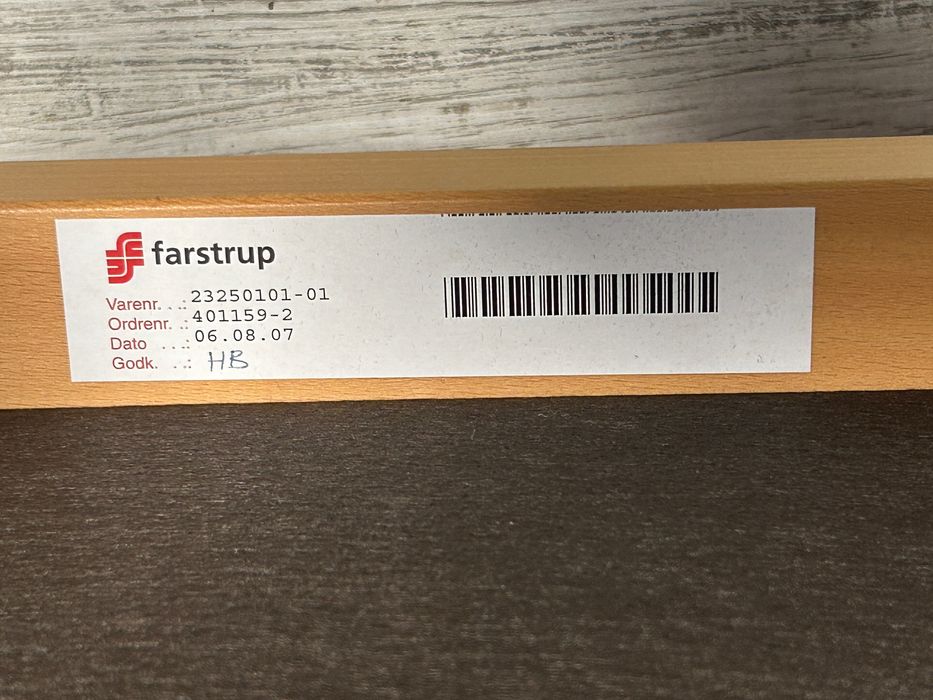 farstrup
Varenr. . .: 23250101-01
Ordrenr. .: 401159-2
Dato . . .: 06.08.07
Godk. . .: HB